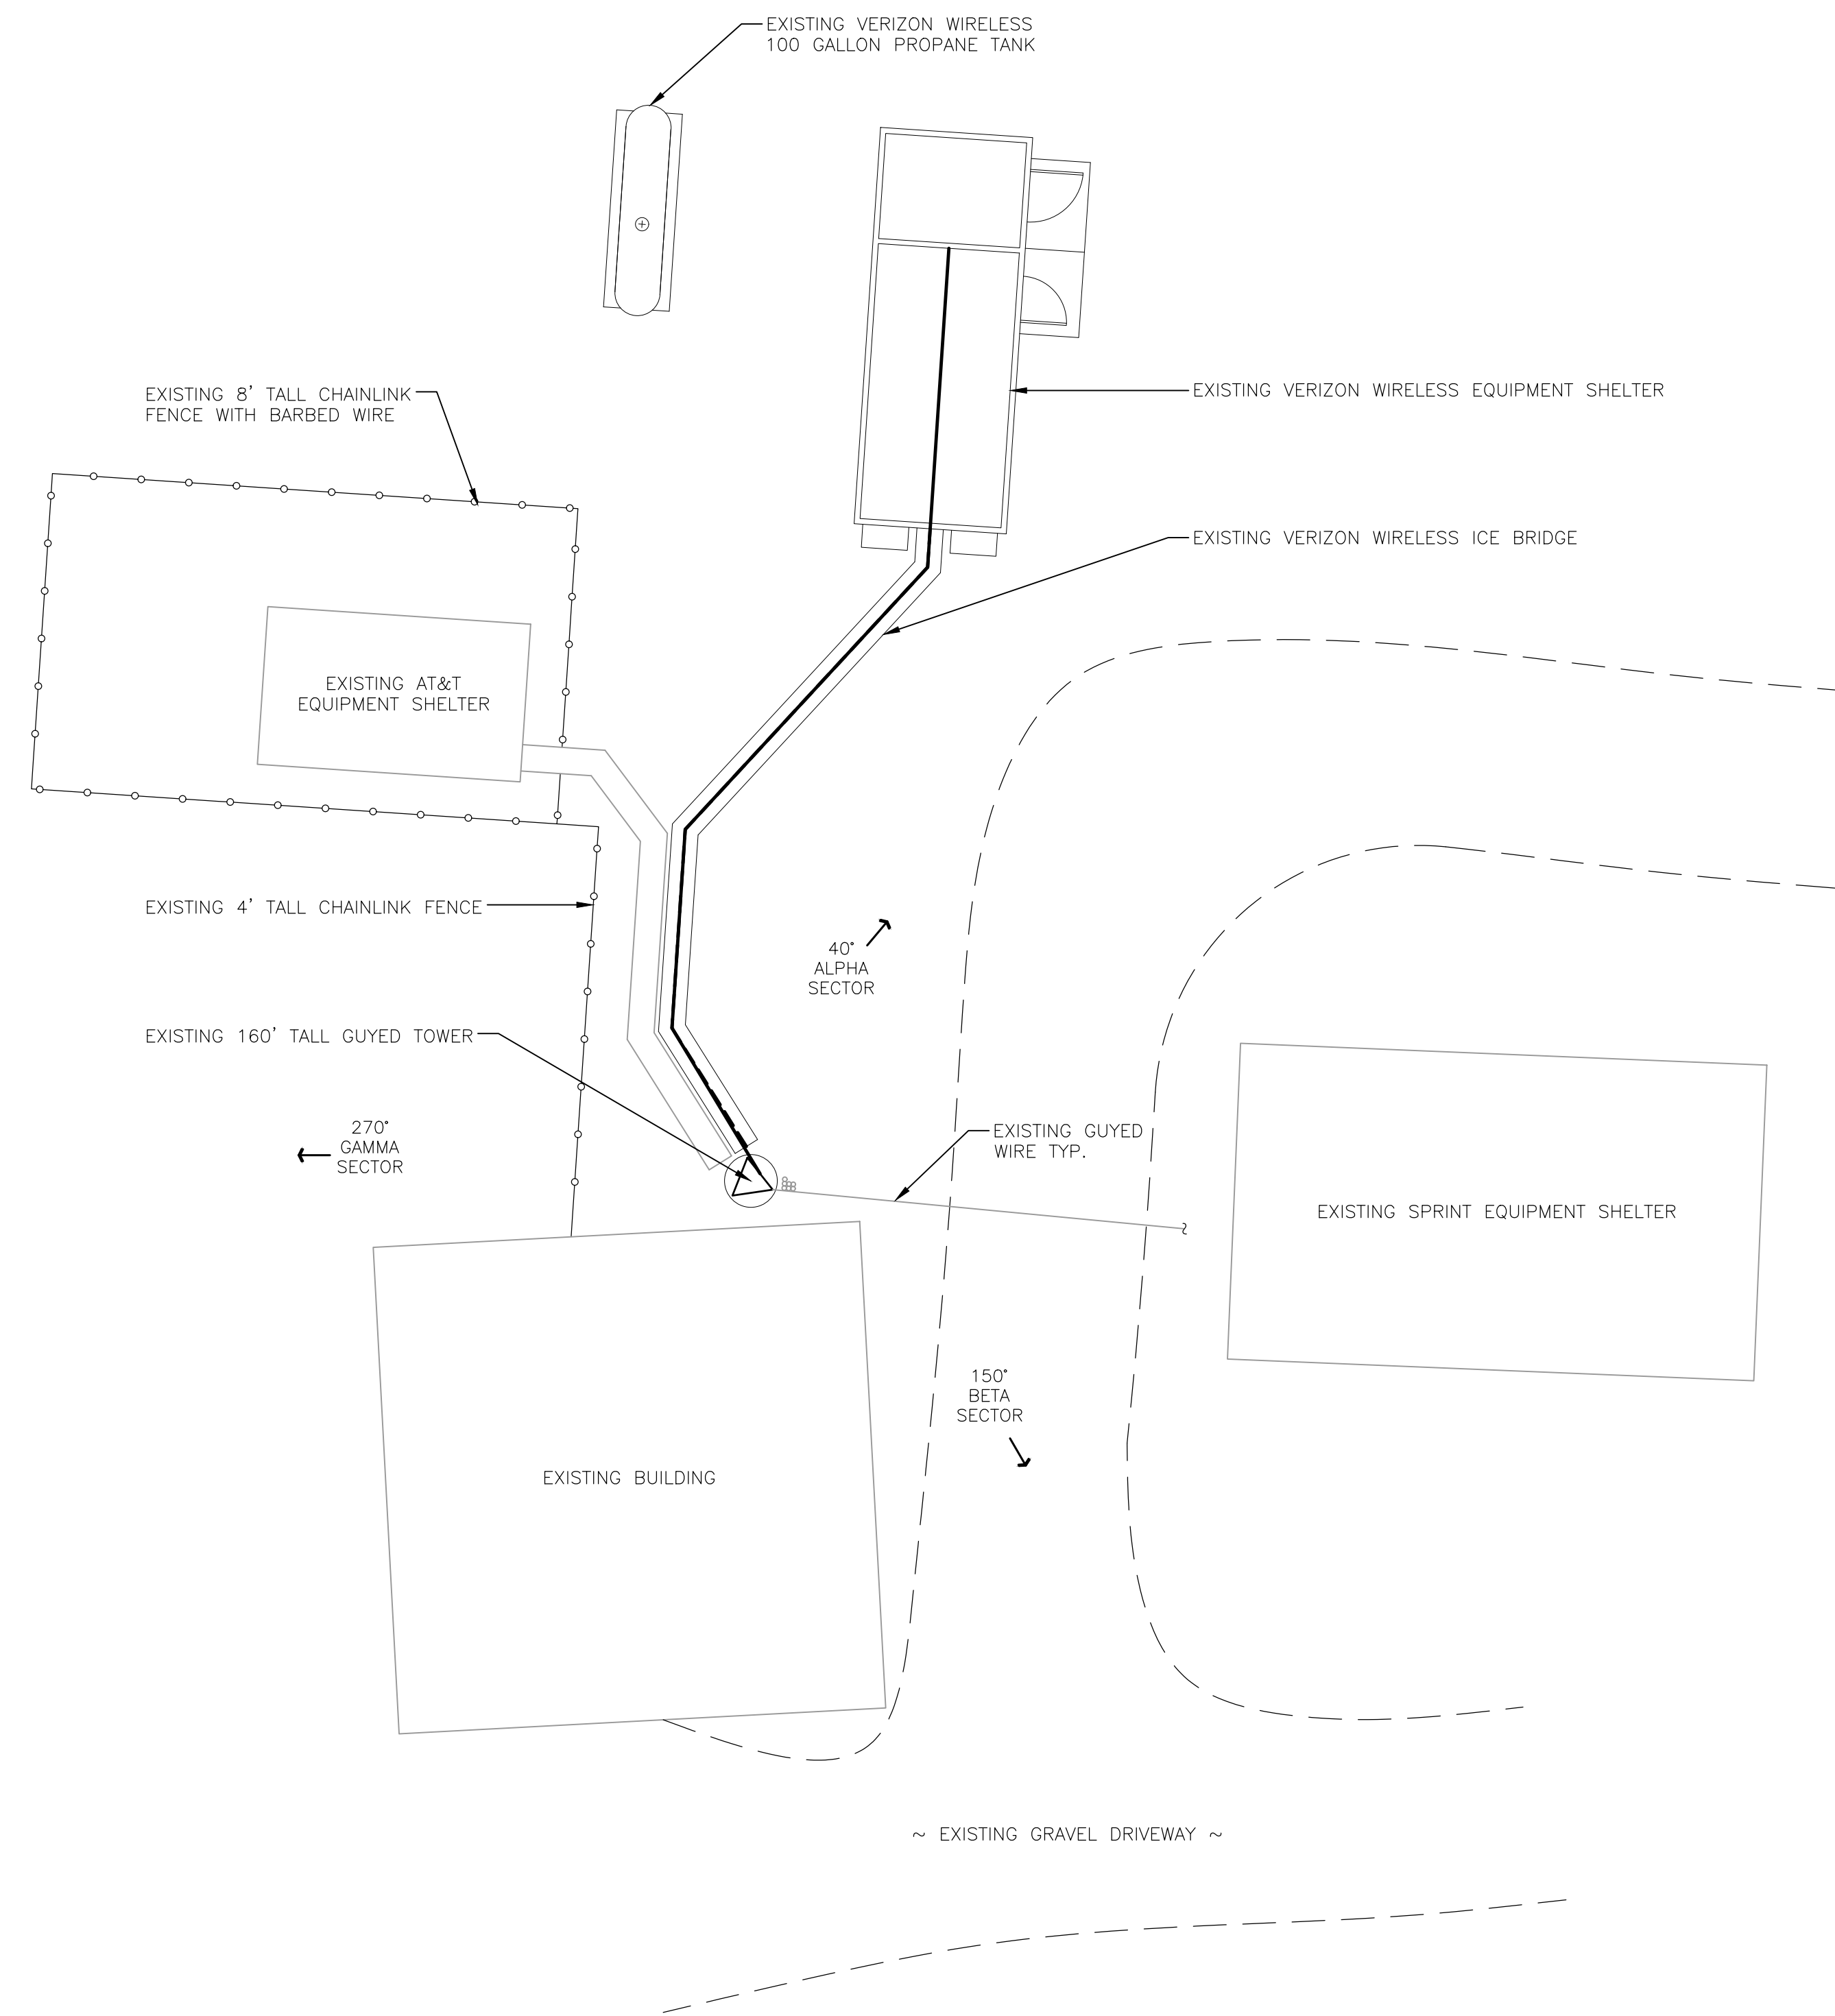 EXISTING VERIZON WIRELESS
100 GALLON PROPANE TANK
EXISTING 8' TALL CHAINLINK
FENCE WITH BARBED WIRE
EXISTING VERIZON WIRELESS EQUIPMENT SHELTER
EXISTING VERIZON WIRELESS ICE BRIDGE
EXISTING AT&T
EQUIPMENT SHELTER
EXISTING 4' TALL CHAINLINK FENCE
40°
ALPHA
SECTOR
EXISTING 160' TALL GUYED TOWER
270°
GAMMA
SECTOR
EXISTING GUYED
WIRE TYP.
EXISTING SPRINT EQUIPMENT SHELTER
150°
BETA
SECTOR
EXISTING BUILDING
~ EXISTING GRAVEL DRIVEWAY ~